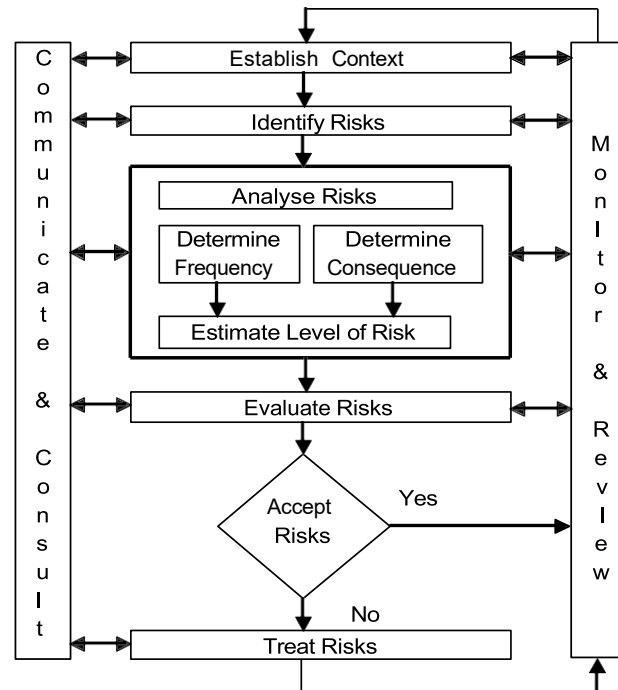 Communicate & Consult
Establish Context
Identify Risks
Analyse Risks
Determine
Frequency
Determine
Consequence
Estimate Level of Risk
Evaluate Risks
Accept
Risks
Yes
No
Treat Risks
MonItor & RevIew